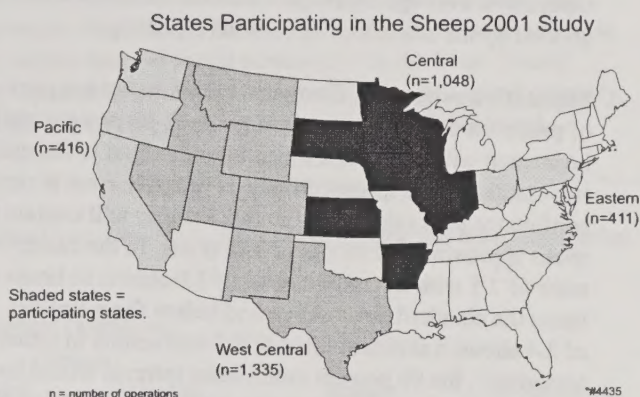 States Participating in the Sheep 2001 Study
Central
(n=1,048)
Pacific
(n=416)
Eastern
(n=411)
Shaded states =
participating states.
West Central
(n=1,335)
n = number of operations
*#4435